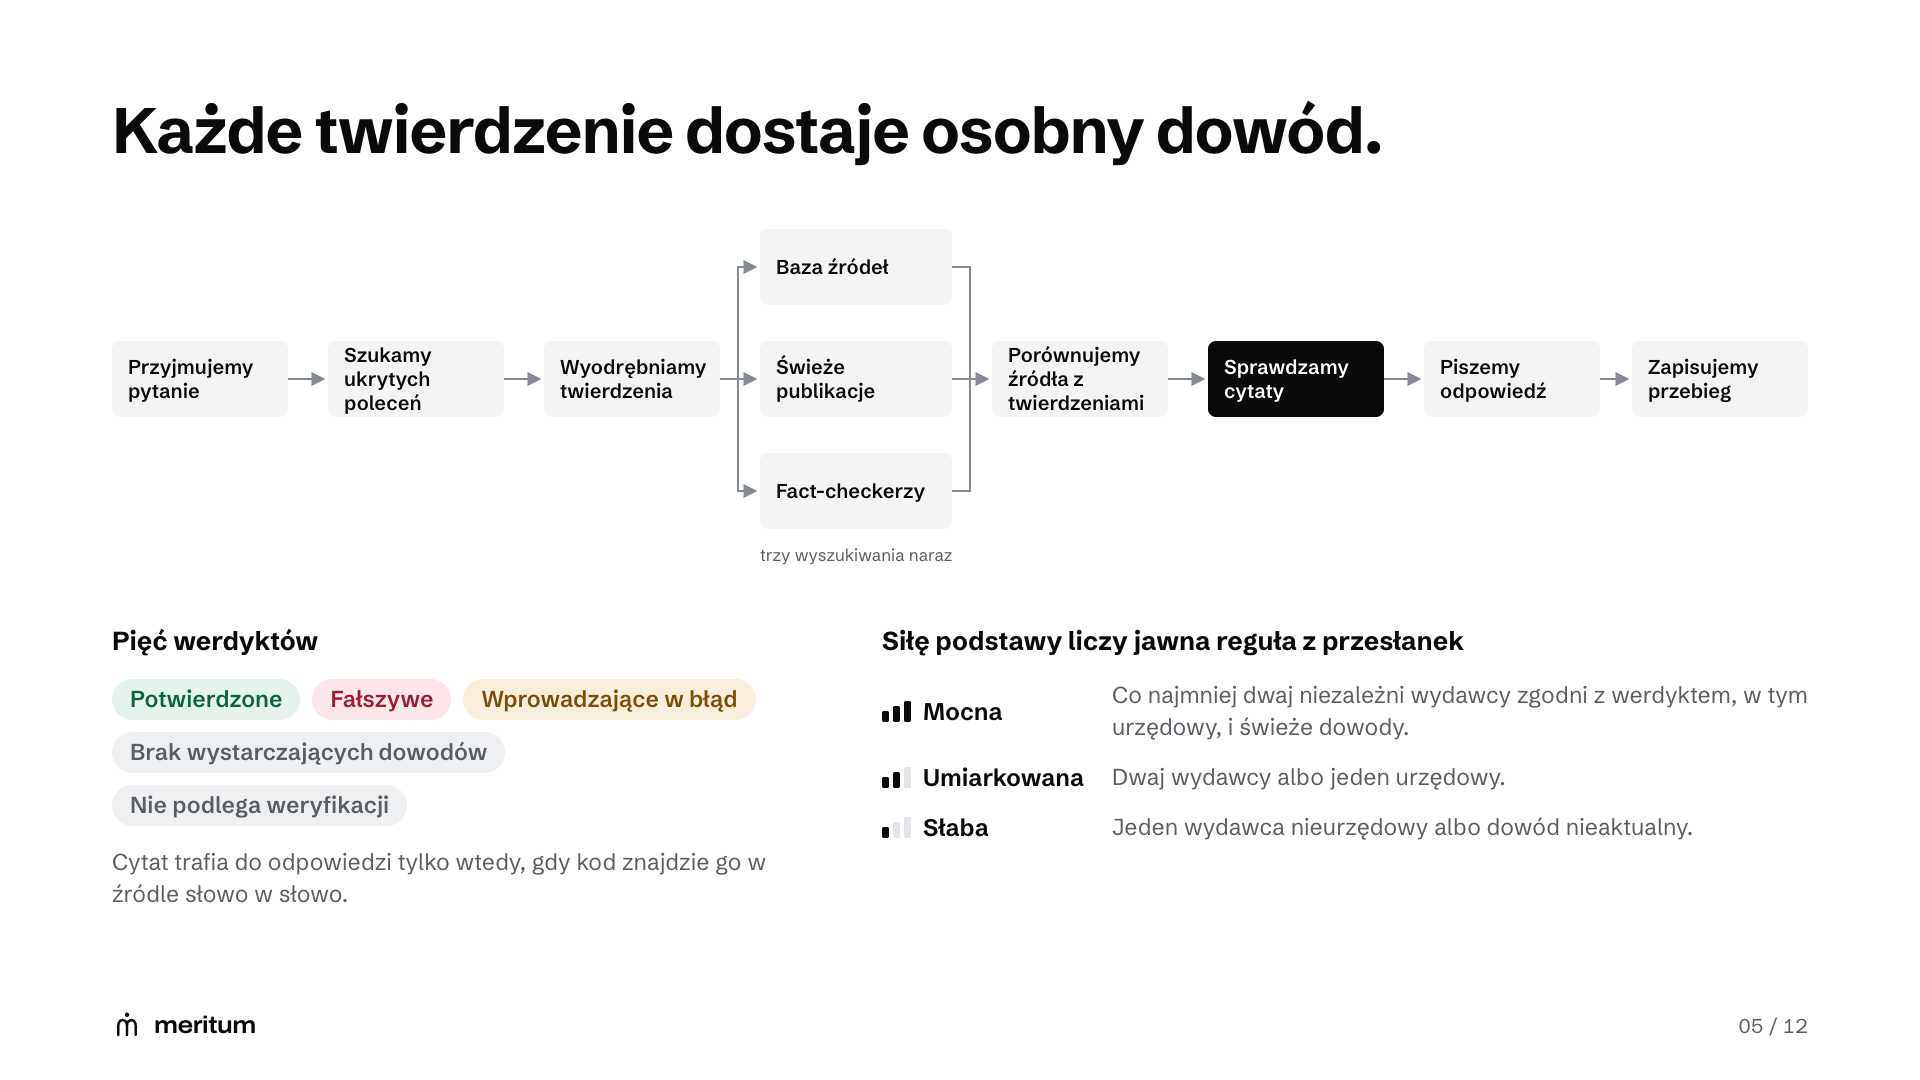 Każde twierdzenie dostaje osobny dowód.
Przyjmujemy
pytanie
Szukamy
ukrytych
poleceń
Wyodrębniamy
twierdzenia
Baza źródeł
Świeże
publikacje
Fact-checkerzy
trzy wyszukiwania naraz
Porównujemy
źródła z
twierdzeniami
Sprawdzamy
cytaty
Piszemy
odpowiedź
Zapisujemy
przebieg
Pięć werdyktów
Potwierdzone
Fałszywe
Wprowadzające w błąd
Brak wystarczających dowodów
Nie podlega weryfikacji
Cytat trafia do odpowiedzi tylko wtedy, gdy kod znajdzie go w
źródle słowo w słowo.
Siłę podstawy liczy jawna reguła z przesłanek
Mocna
Co najmniej dwaj niezależni wydawcy zgodni z werdyktem, w tym
urzędowy, i świeże dowody.
Umiarkowana
Dwaj wydawcy albo jeden urzędowy.
Słaba
Jeden wydawca nieurzędowy albo dowód nieaktualny.
meritum
05 / 12